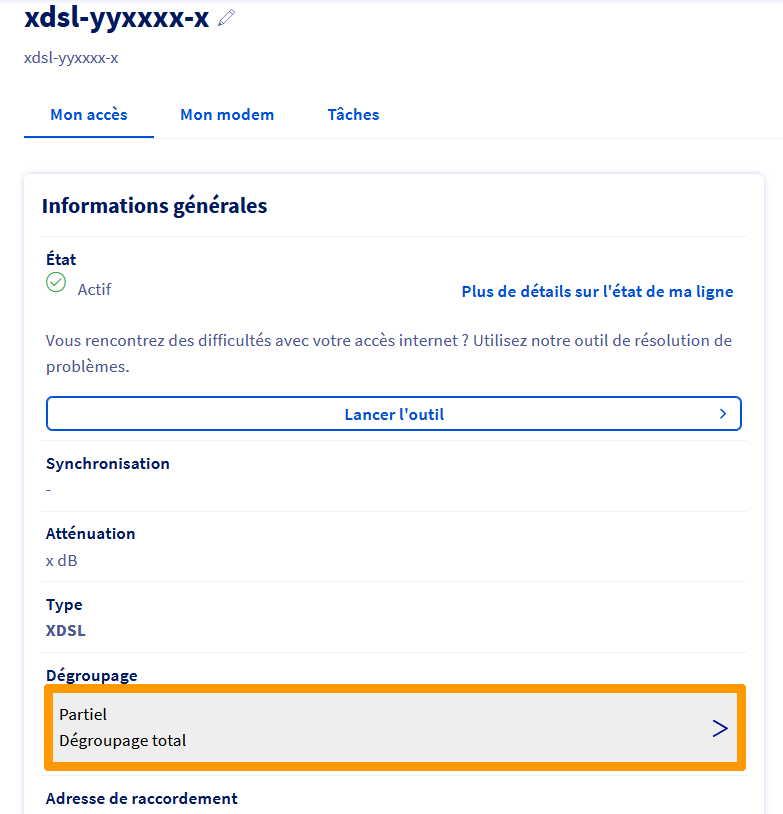 xdsl-yyxxxx-x
xdsl-yyxxxx-x
Mon accès Mon modem Tâches
Informations générales
État
Actif
Plus de détails sur l'état de ma ligne
Vous rencontrez des difficultés avec votre accès internet ? Utilisez notre outil de résolution de
problèmes.
Lancer l'outil
Synchronisation
-
Atténuation
x dB
Type
XDSL
Dégroupage
Partiel
Dégroupage total
Adresse de raccordement